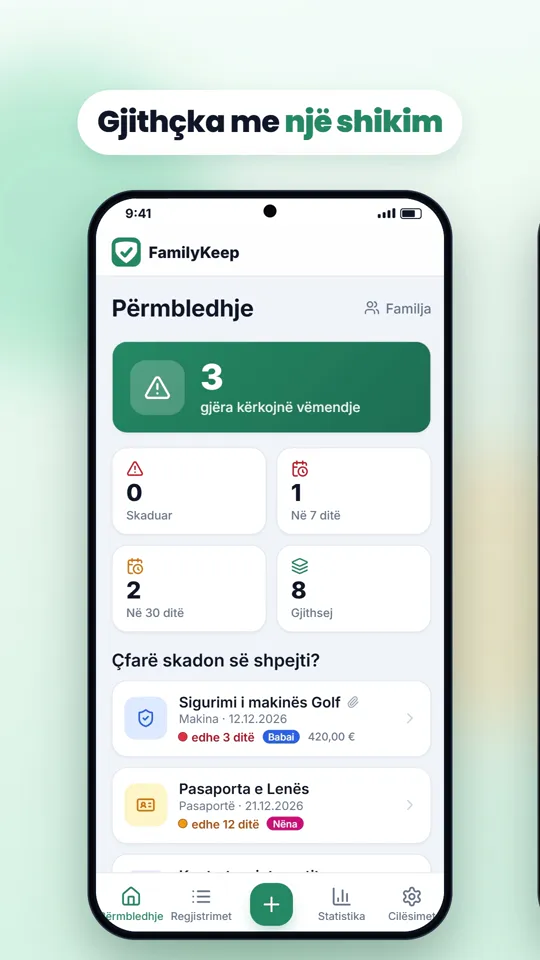 Gjithçka me një shikim
9:41
FamilyKeep
Përmbledhje
Familja
3
gjëra kërkojnë vëmendje
0
Skaduar
1
Në 7 ditë
2
Në 30 ditë
8
Gjithsej
Çfarë skadon së shpejti?
Sigurimi i makinës Golf
Makina · 12.12.2026
edhe 3 ditë Babai 420,00 €
Pasaporta e Lenës
Pasaportë · 21.12.2026
edhe 12 ditë Nëna
ërmbledhje Regjistrimet Statistika Cilësimet